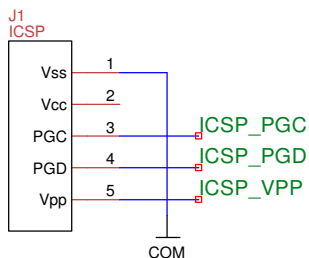 J1
ICSP
Vss 1
Vcc 2
PGC 3 ICSP_PGC
PGD 4 ICSP_PGD
Vpp 5 ICSP_VPP
COM